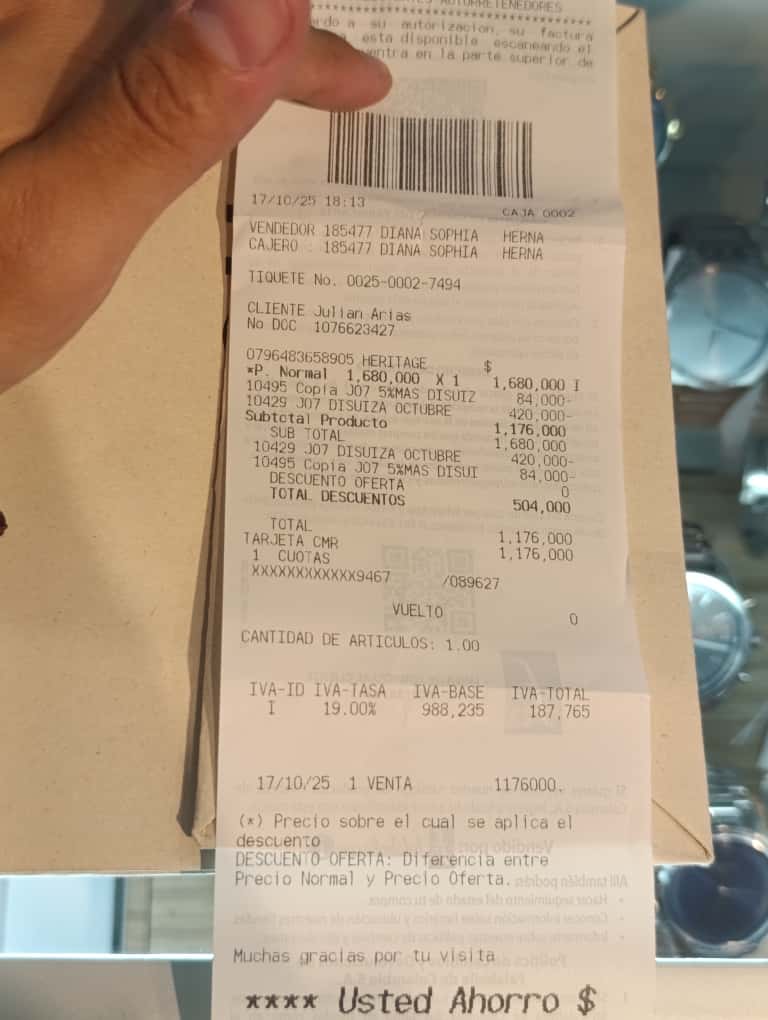 AUTORRETENEDORES
a su autorizacion, su factura
esta disponible escaneando el
en la parte superior de
17/10/25 18:13 CAJA 0002
VENDEDOR 185477 DIANA SOPHIA HERNA
CAJERO : 185477 DIANA SOPHIA HERNA
TIQUETE No. 0025-0002-7494
CLIENTE Julian Arias
No DOC 1076623427
0796483658905 HERITAGE $
*P. Normal 1,680,000 X 1 1,680,000 I
10495 Copia J07 5%MAS DISUIZ 84,000-
10429 J07 DISUIZA OCTUBRE 420,000-
Subtotal Producto 1,176,000
SUB TOTAL 1,680,000
10429 J07 DISUIZA OCTUBRE 420,000-
10495 Copia J07 5%MAS DISUI 84,000-
DESCUENTO OFERTA 0
TOTAL DESCUENTOS 504,000
TOTAL 1,176,000
TARJETA CMR 1,176,000
1 CUOTAS
XXXXXXXXXXXX9467 /089627
VUELTO 0
CANTIDAD DE ARTICULOS: 1.00
IVA-ID IVA-TASA IVA-BASE IVA-TOTAL
I 19.00% 988,235 187,765
17/10/25 1 VENTA 1176000.
(*) Precio sobre el cual se aplica el
descuento
DESCUENTO OFERTA: Diferencia entre
Precio Normal y Precio Oferta.
Muchas gracias por tu visita
**** Usted Ahorro $